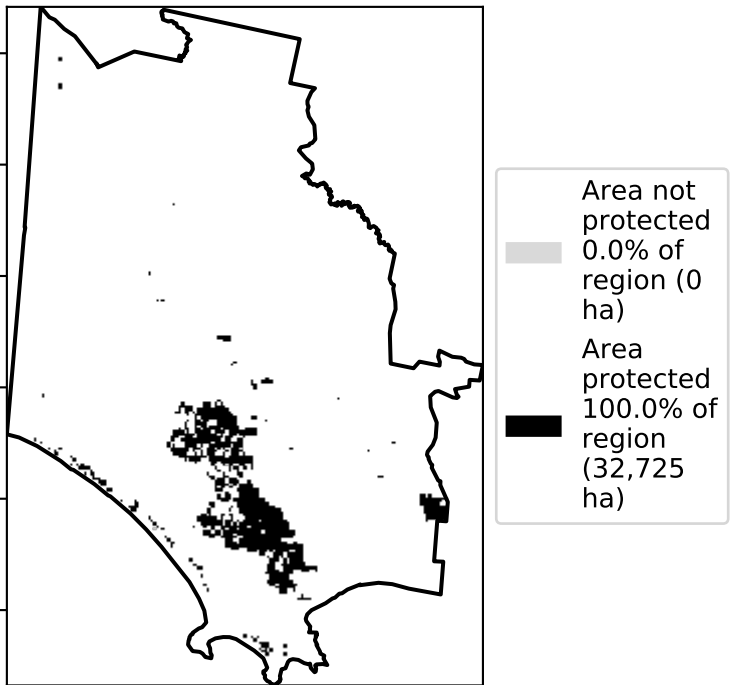 Area not
protected
0.0% of
region (0
ha)
Area
protected
100.0% of
region
(32,725
ha)